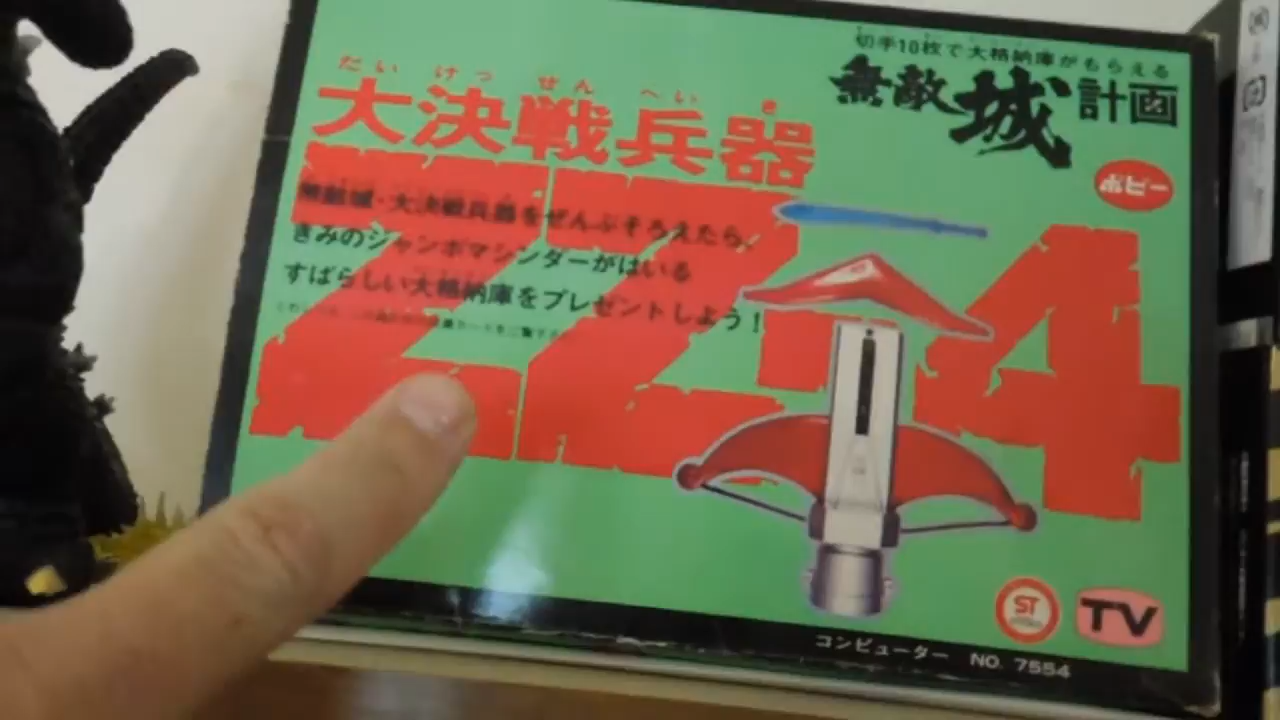 切手10枚で大格納庫がもらえる
無敵城計画
だい けっ せん へい き
大決戦兵器
ポピー
ZZ-4
無敵城・大決戦兵器をぜんぶそろえたら、
きみのジャンボマシンダーがはいる
すばらしい大格納庫をプレゼントしよう!
ST
TV
コンピューター NO. 7554